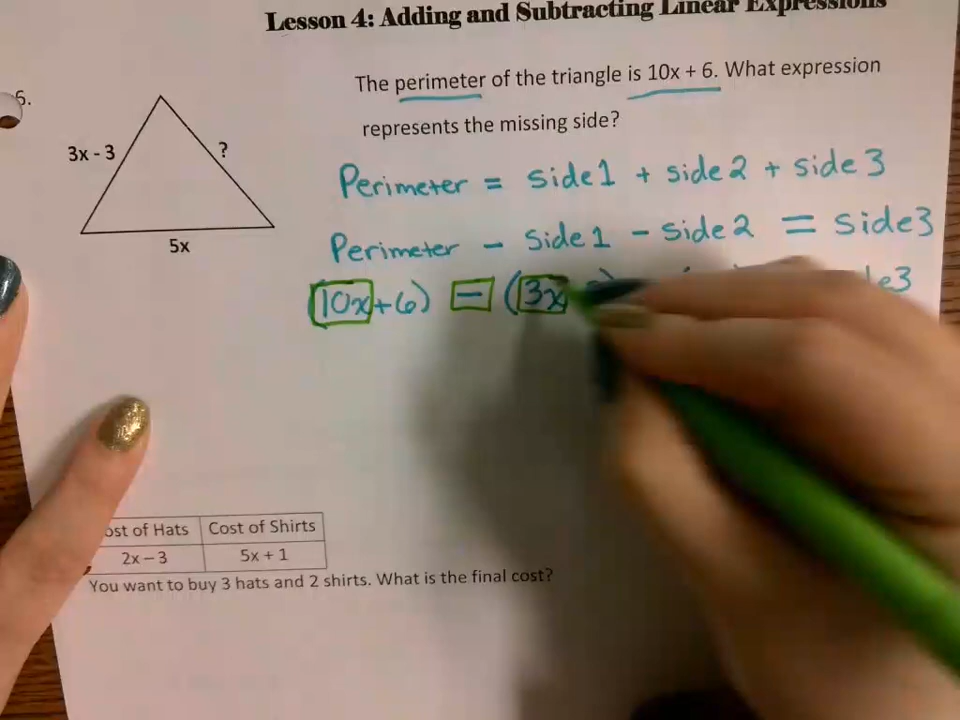 Lesson 4: Adding and Subtracting Linear Expressions
6.
The perimeter of the triangle is 10x + 6. What expression
represents the missing side?
3x - 3
?
5x
Perimeter = side1 + side2 + side3
Perimeter - side1 - side2 = side3
(10x+6) - (3x
Cost of Hats Cost of Shirts
2x – 3 5x + 1
You want to buy 3 hats and 2 shirts. What is the final cost?